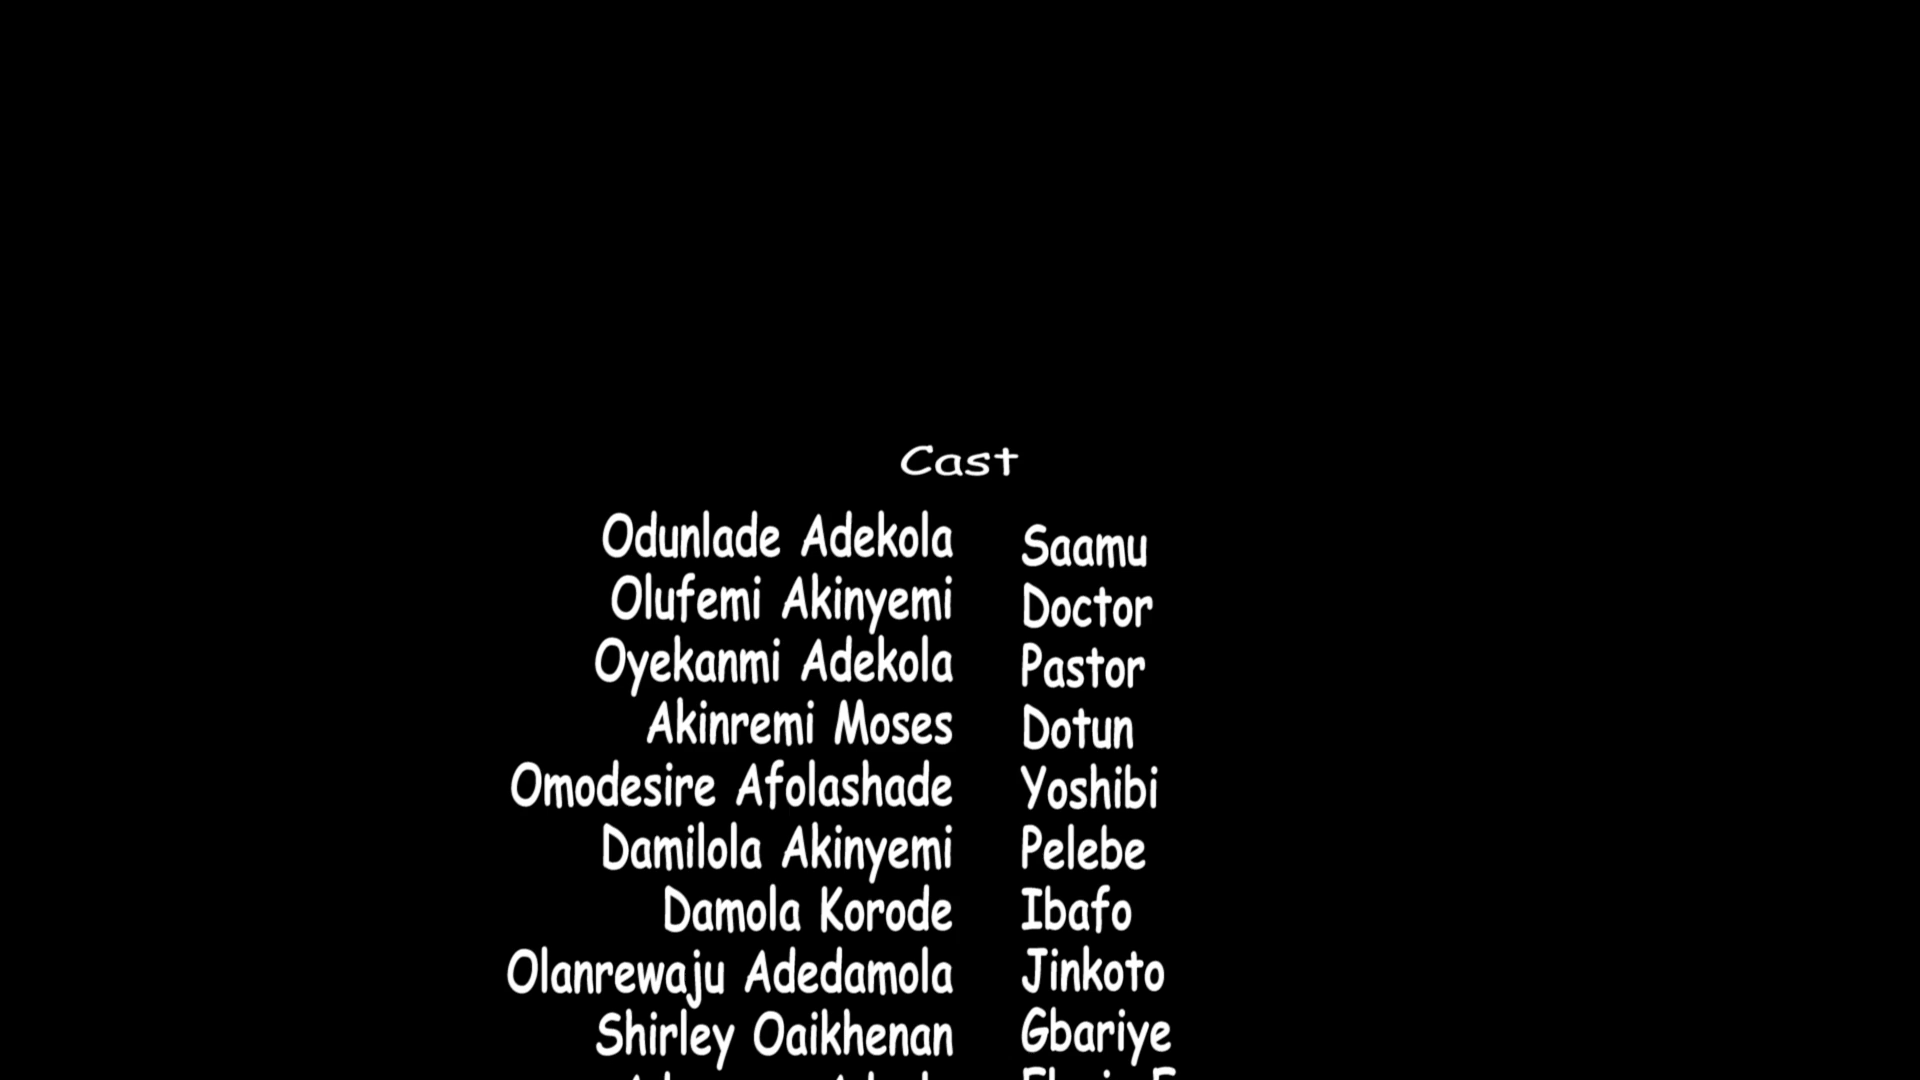 Cast
Odunlade Adekola Saamu
Olufemi Akinyemi Doctor
Oyekanmi Adekola Pastor
Akinremi Moses Dotun
Omodesire Afolashade Yoshibi
Damilola Akinyemi Pelebe
Damola Korode Ibafo
Olanrewaju Adedamola Jinkoto
Shirley Oaikhenan Gbariye